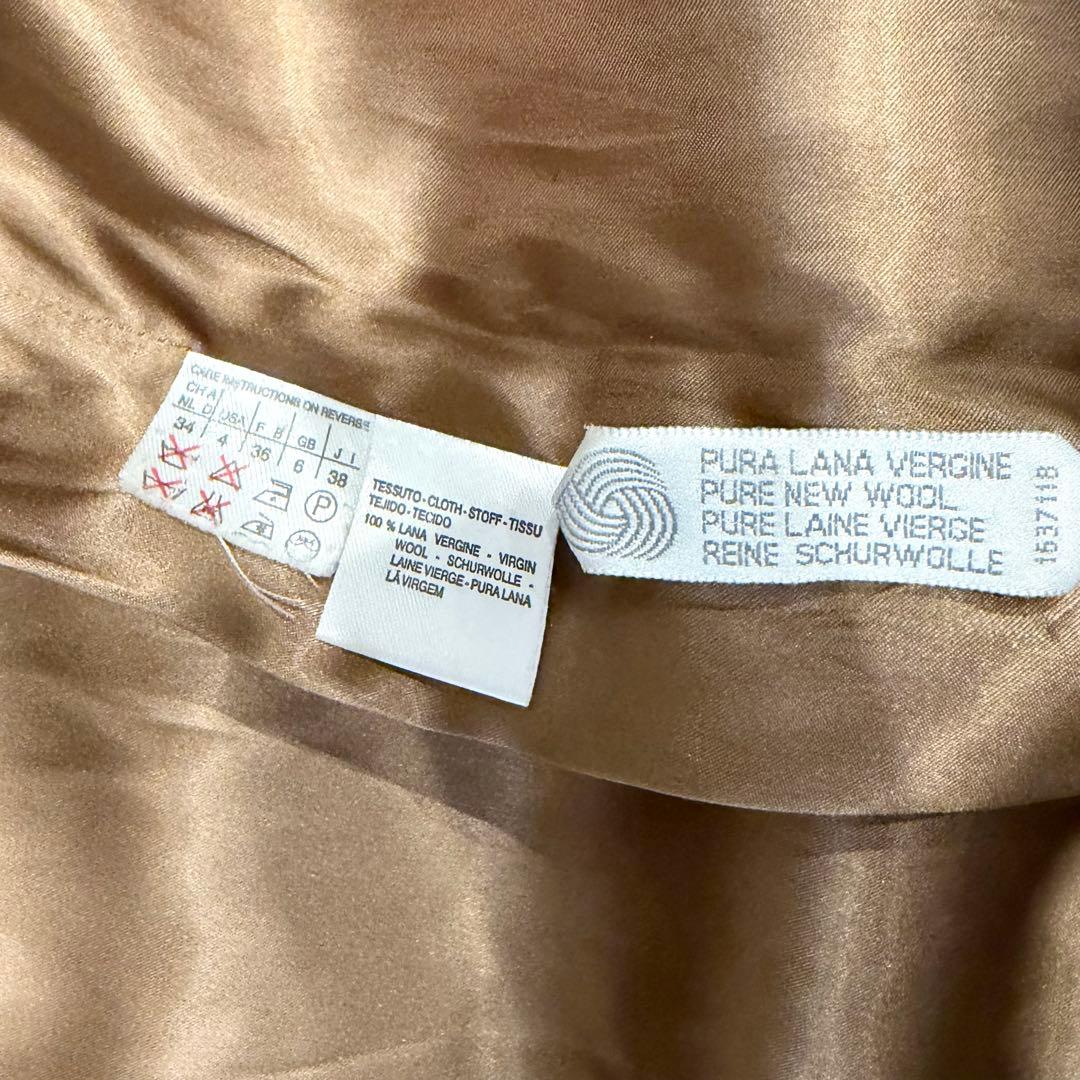 CARE INSTRUCTIONS ON REVERSE
CH A
NL D USA F B GB J I
34 4 36 6 38
P
TESSUTO-CLOTH-STOFF-TISSU
TEJIDO-TECIDO
100 % LANA VERGINE - VIRGIN
WOOL - SCHURWOLLE -
LAINE VIERGE-PURA LANA
LÁ VIRGEM
PURA LANA VERGINE
PURE NEW WOOL
PURE LAINE VIERGE
REINE SCHURWOLLE
1637118